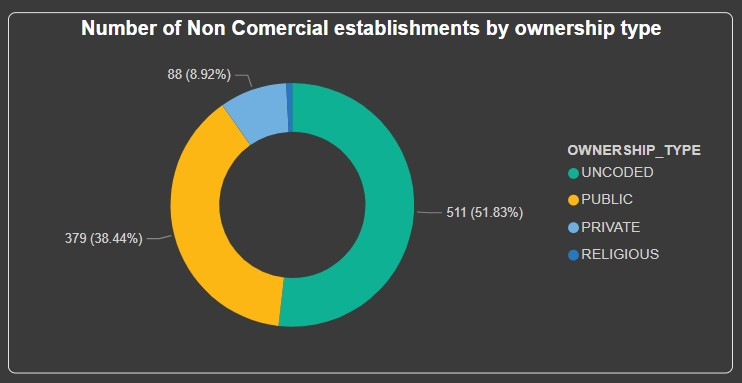 Number of Non Comercial establishments by ownership type
88 (8.92%)
511 (51.83%)
379 (38.44%)
OWNERSHIP_TYPE
UNCODED
PUBLIC
PRIVATE
RELIGIOUS